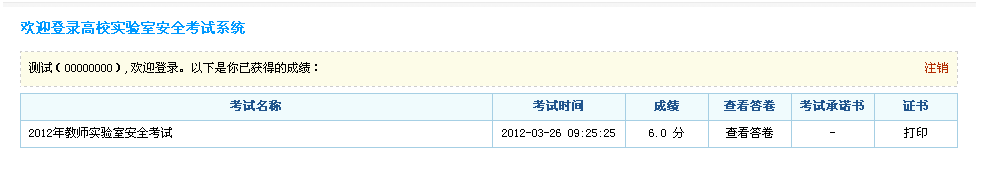 欢迎登录高校实验室安全考试系统
测试(00000000),欢迎登录。以下是你已获得的成绩： 注销
考试名称 考试时间 成绩 查看答卷 考试承诺书 证书
2012年教师实验室安全考试 2012-03-26 09:25:25 6.0 分 查看答卷 - 打印